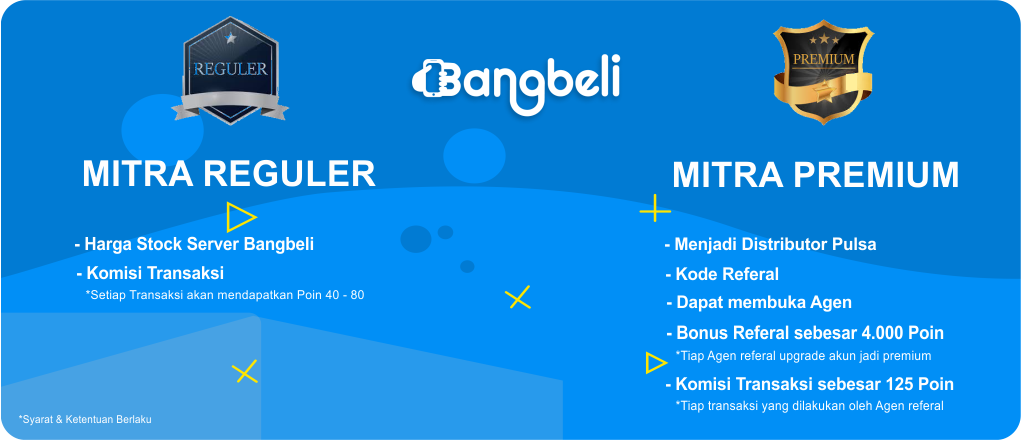 REGULER
Bangbeli
PREMIUM
MITRA REGULER
- Harga Stock Server Bangbeli
- Komisi Transaksi
*Setiap Transaksi akan mendapatkan Poin 40 - 80
MITRA PREMIUM
- Menjadi Distributor Pulsa
- Kode Referal
- Dapat membuka Agen
- Bonus Referal sebesar 4.000 Poin
*Tiap Agen referal upgrade akun jadi premium
- Komisi Transaksi sebesar 125 Poin
*Tiap transaksi yang dilakukan oleh Agen referal
*Syarat & Ketentuan Berlaku